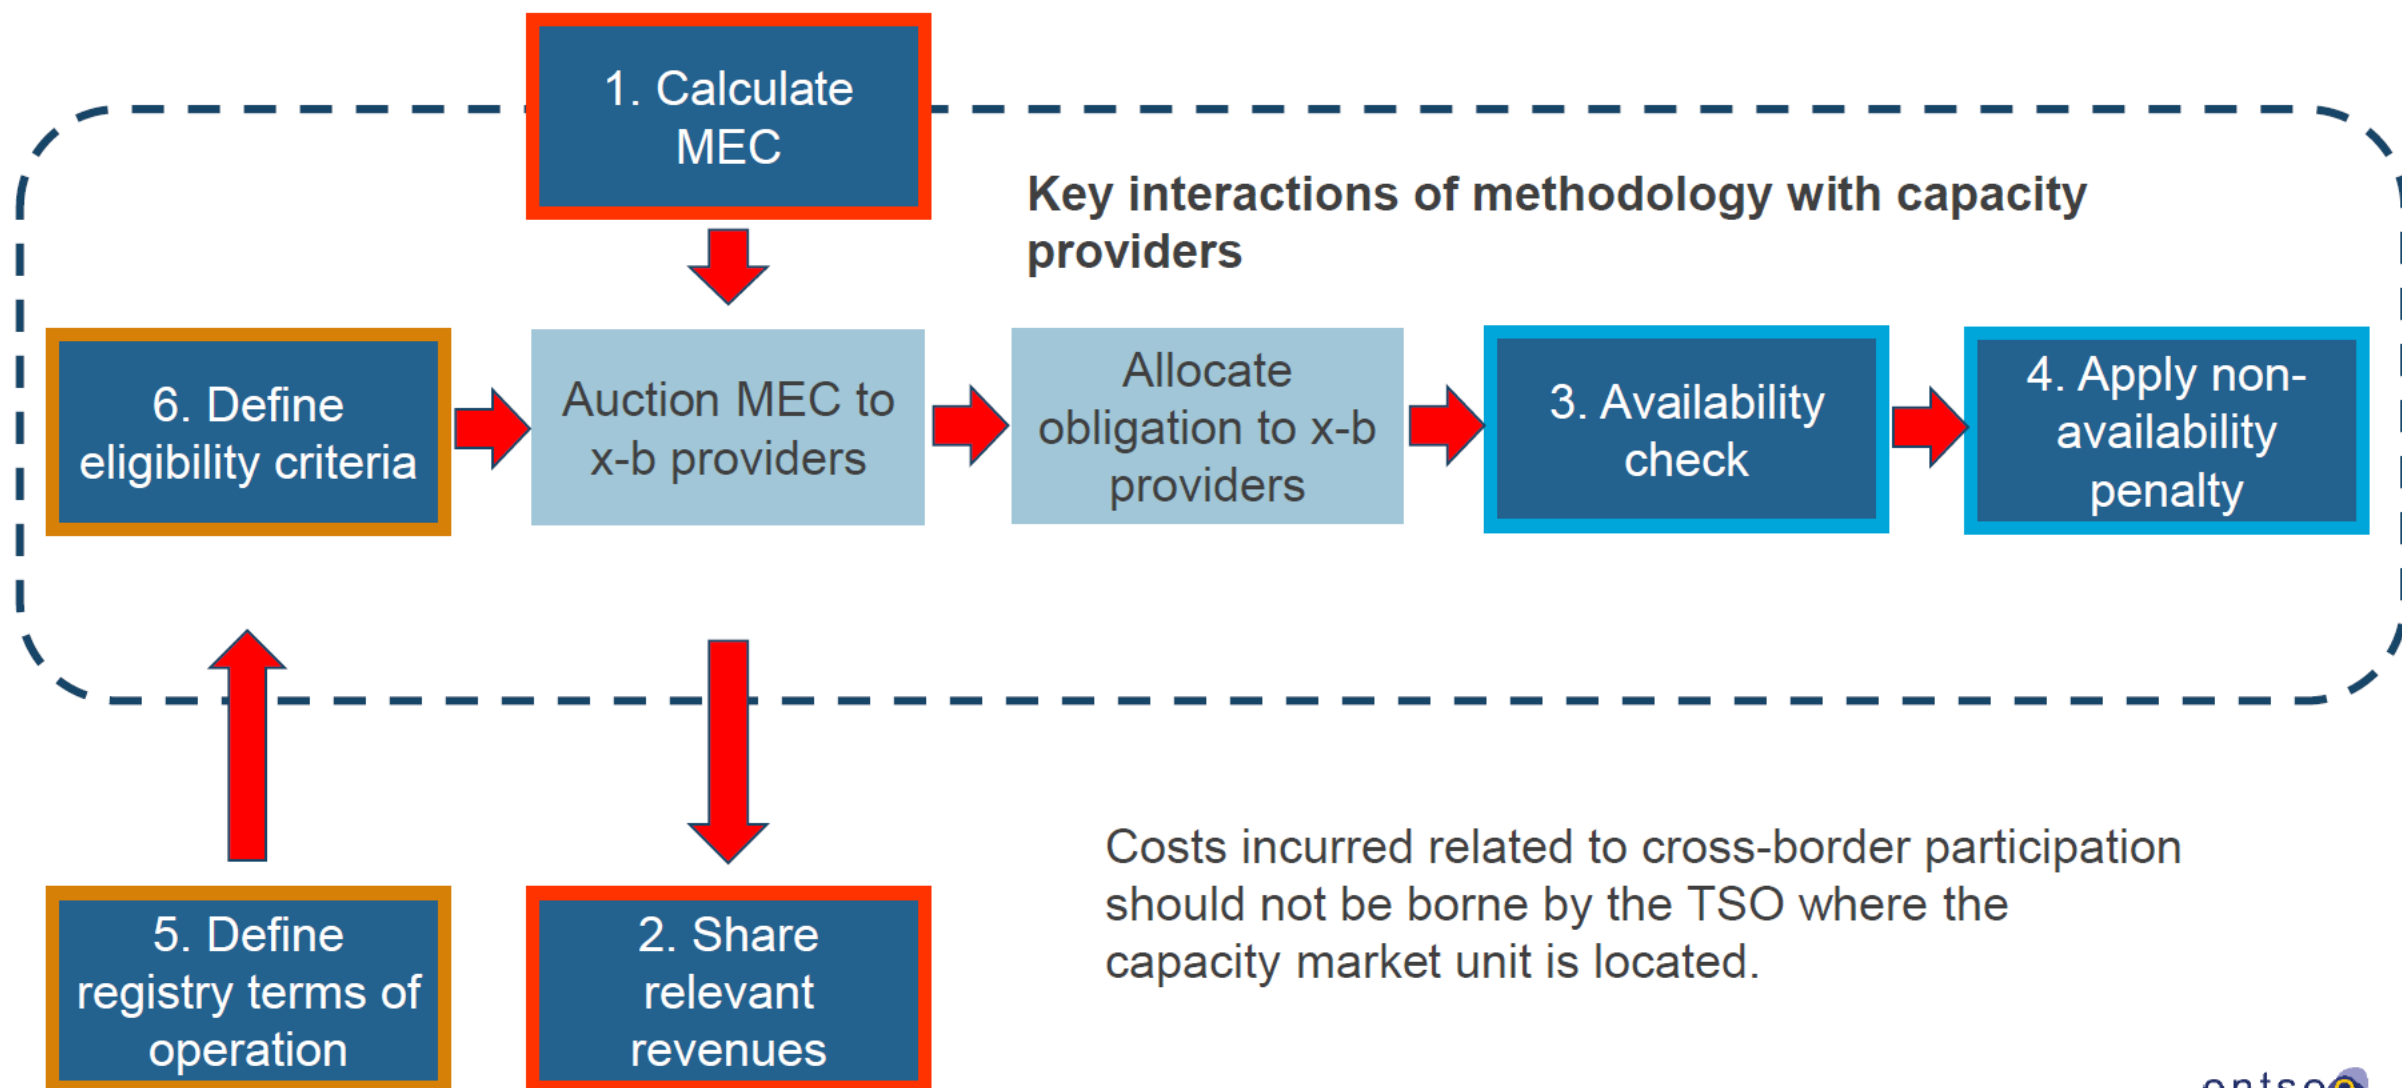 1. Calculate
MEC
Key interactions of methodology with capacity
providers
6. Define
eligibility criteria
Auction MEC to
x-b providers
Allocate
obligation to x-b
providers
3. Availability
check
4. Apply non-
availability
penalty
5. Define
registry terms of
operation
2. Share
relevant
revenues
Costs incurred related to cross-border participation
should not be borne by the TSO where the
capacity market unit is located.